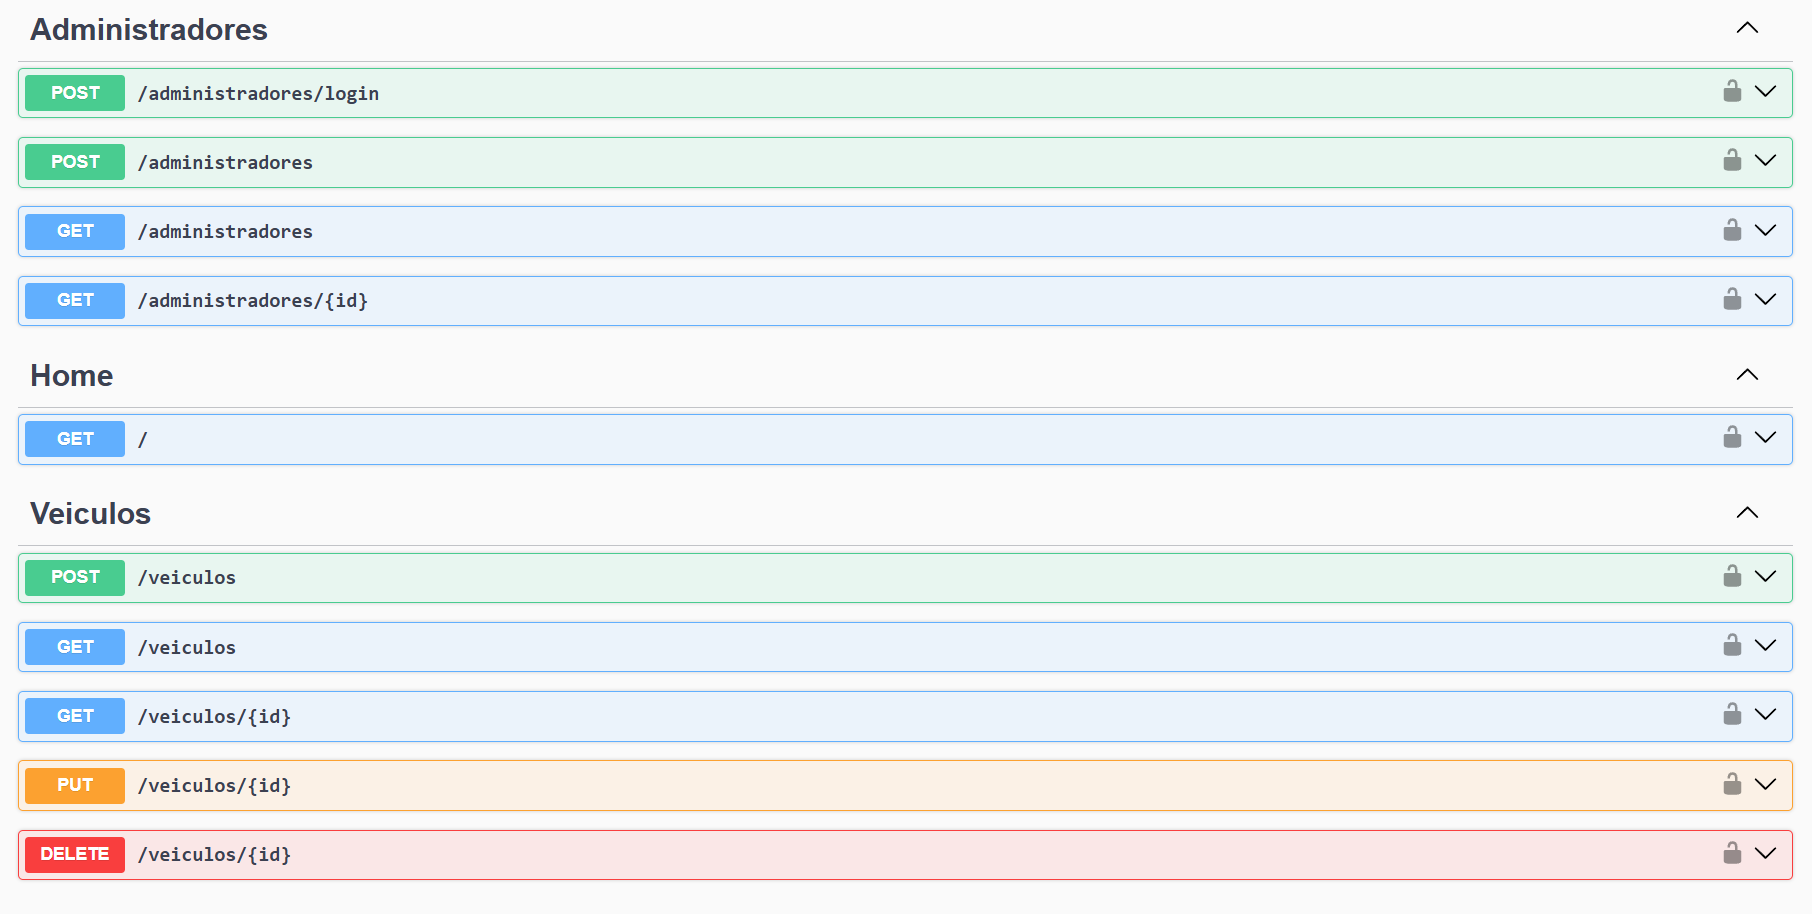 Administradores
POST /administradores/login
POST /administradores
GET /administradores
GET /administradores/{id}
Home
GET /
Veiculos
POST /veiculos
GET /veiculos
GET /veiculos/{id}
PUT /veiculos/{id}
DELETE /veiculos/{id}